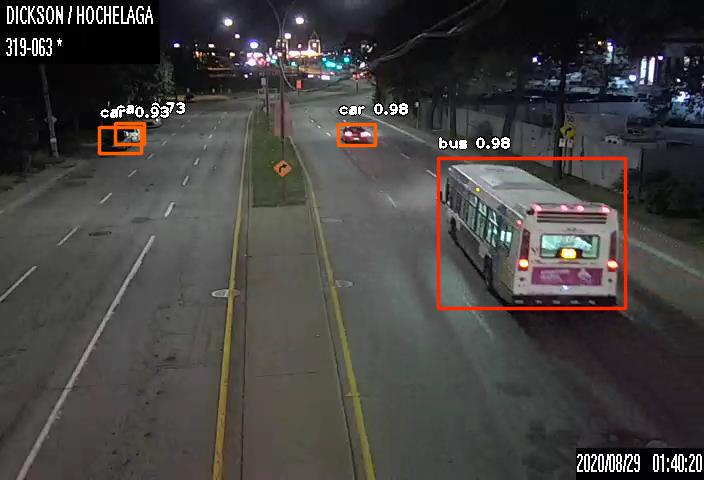 DICKSON / HOCHELAGA
319-063 *
car 0.93
car 0.98
bus 0.98
2020/08/29 01:40:20